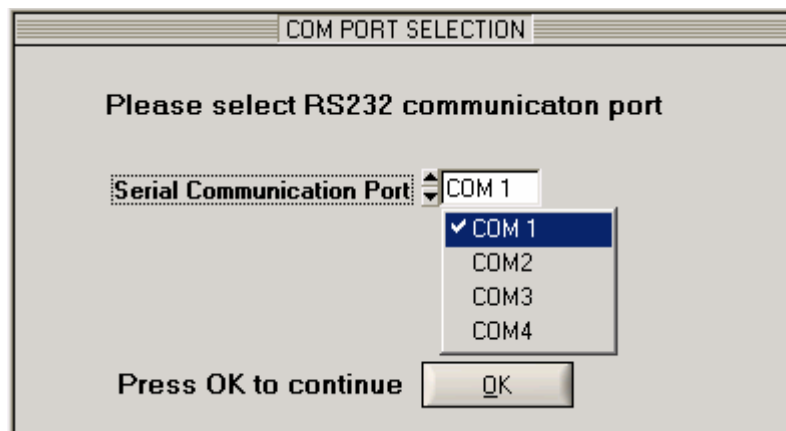 COM PORT SELECTION
Please select RS232 communicaton port
Serial Communication Port COM 1
✓ COM 1
COM2
COM3
COM4
Press OK to continue OK